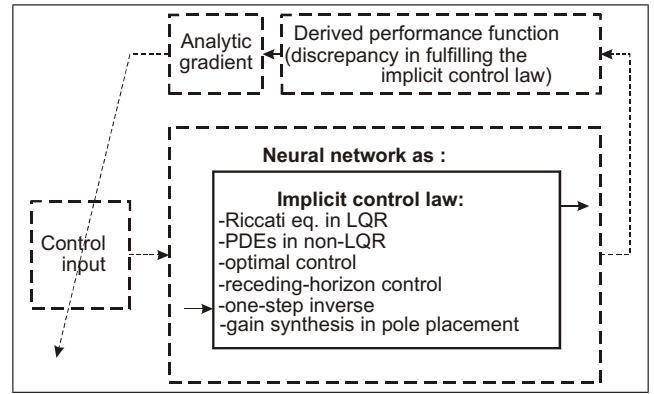 Analytic
gradient
Derived performance function
(discrepancy in fulfilling the
implicit control law)
Neural network as :
Implicit control law:
-Riccati eq. in LQR
-PDEs in non-LQR
-optimal control
-receding-horizon control
-one-step inverse
-gain synthesis in pole placement
Control
input